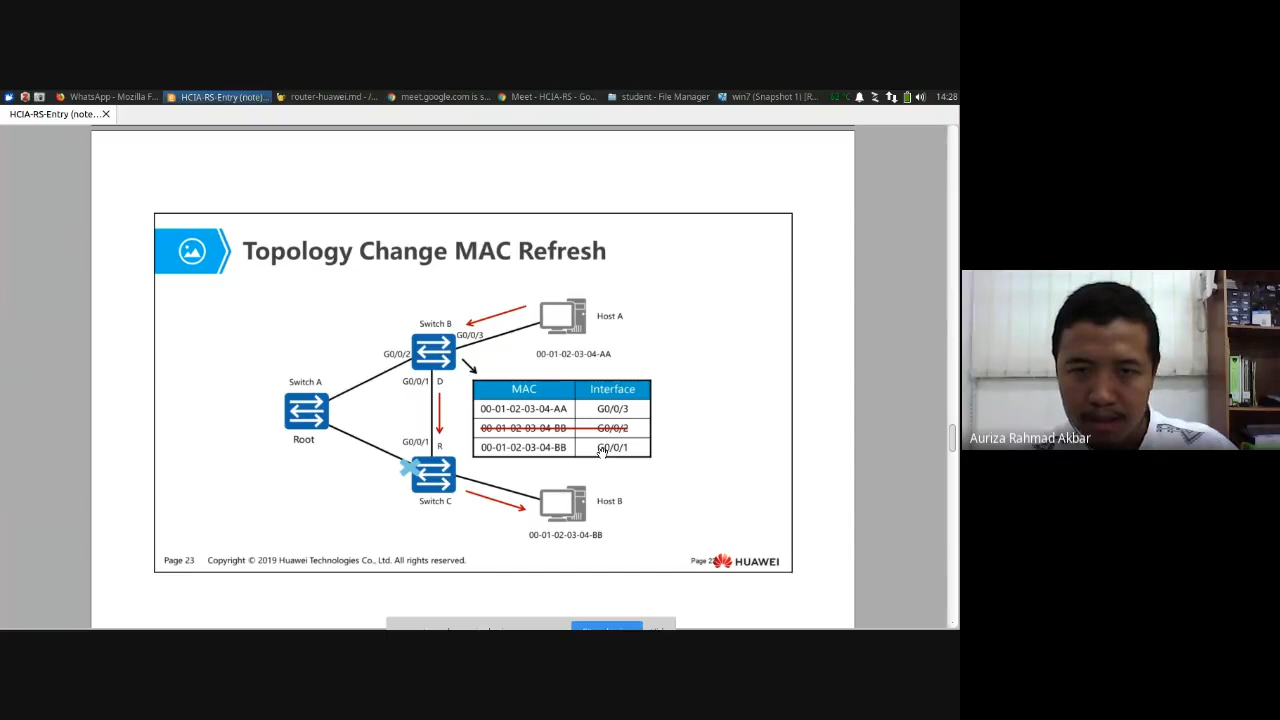 WhatsApp - Mozilla F...
HCIA-RS-Entry (note)...
router-huawei.md - /...
meet.google.com is s...
Meet - HCIA-RS - Go...
student - File Manager
win7 (Snapshot 1) [R...
14:28
HCIA-RS-Entry (note...
Topology Change MAC Refresh
Host A
Switch B
G0/0/3
G0/0/2
00-01-02-03-04-AA
Switch A
G0/0/1 D
MAC Interface
00-01-02-03-04-AA G0/0/3
00-01-02-03-04-BB G0/0/2
00-01-02-03-04-BB G0/0/1
Root
G0/0/1 R
Switch C
Host B
00-01-02-03-04-BB
Page 23 Copyright © 2019 Huawei Technologies Co., Ltd. All rights reserved.
Page HUAWEI
Auriza Rahmad Akbar